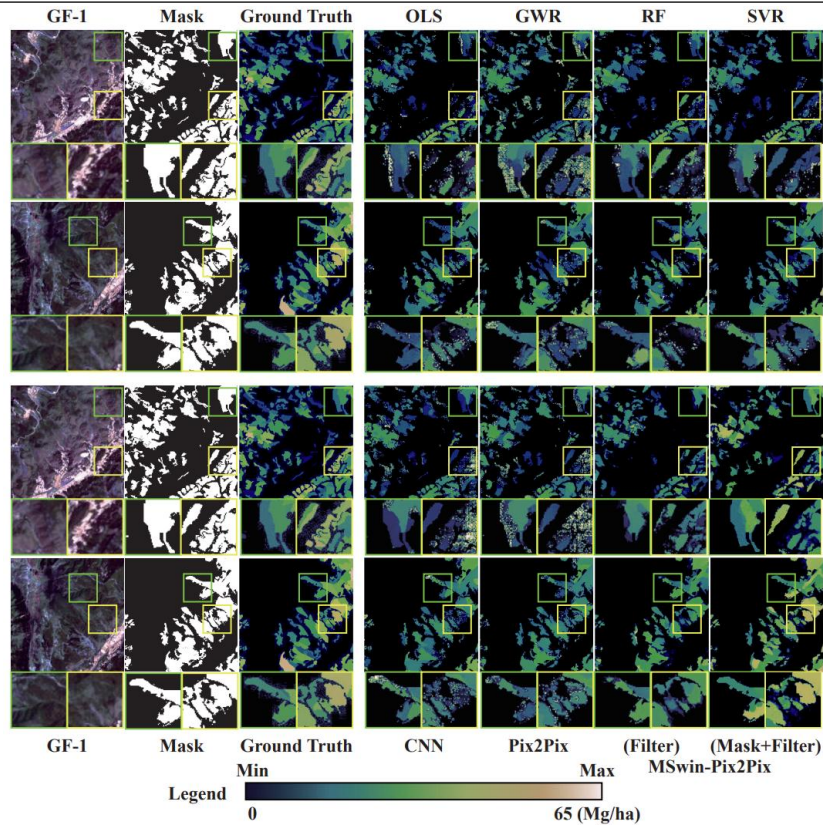 GF-1 Mask Ground Truth OLS GWR RF SVR
GF-1 Mask Ground Truth CNN Pix2Pix (Filter) (Mask+Filter)
MSwin-Pix2Pix
Min Max
Legend
0 65 (Mg/ha)